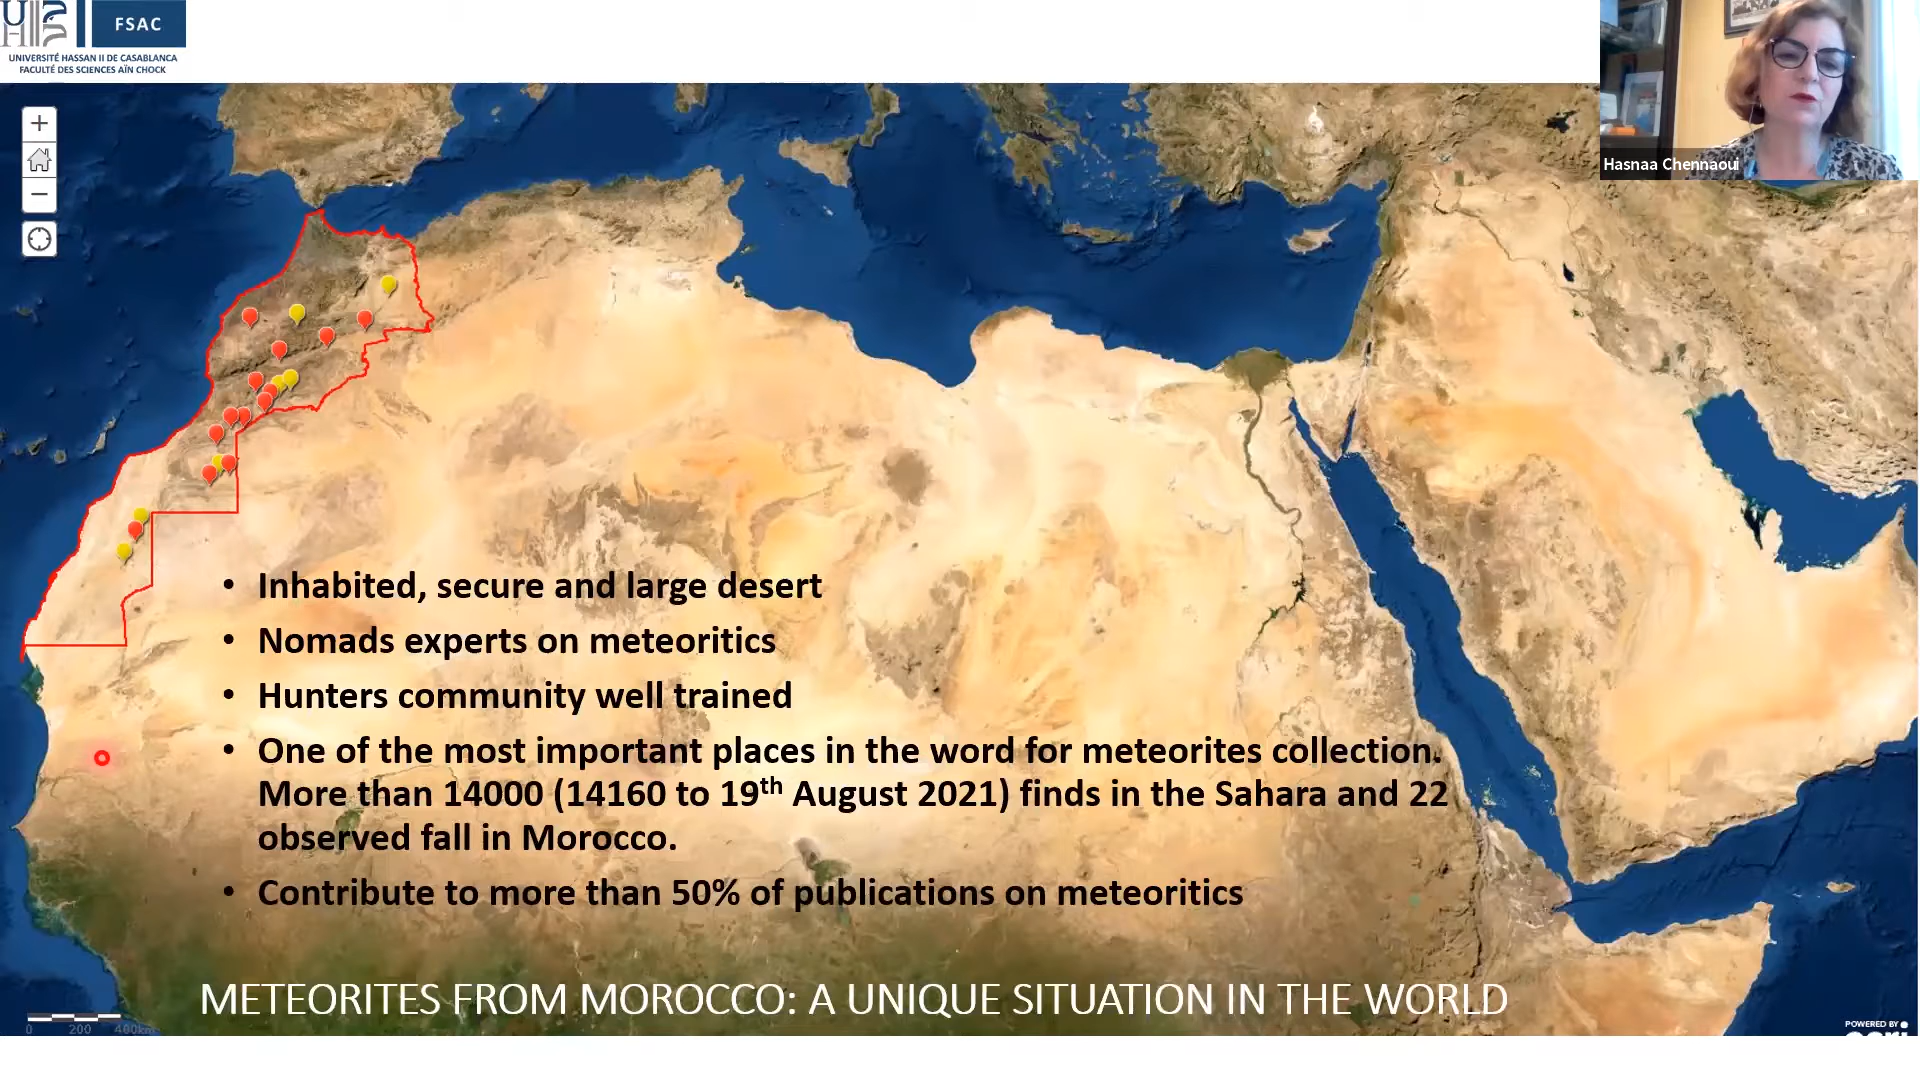 FSAC
UNIVERSITÉ HASSAN II DE CASABLANCA
FACULTÉ DES SCIENCES AÏN CHOCK
Hasnaa Chennaoui
• Inhabited, secure and large desert
• Nomads experts on meteoritics
• Hunters community well trained
• One of the most important places in the word for meteorites collection.
More than 14000 (14160 to 19th August 2021) finds in the Sahara and 22
observed fall in Morocco.
• Contribute to more than 50% of publications on meteoritics
METEORITES FROM MOROCCO: A UNIQUE SITUATION IN THE WORLD
0 200 400km
POWERED BY